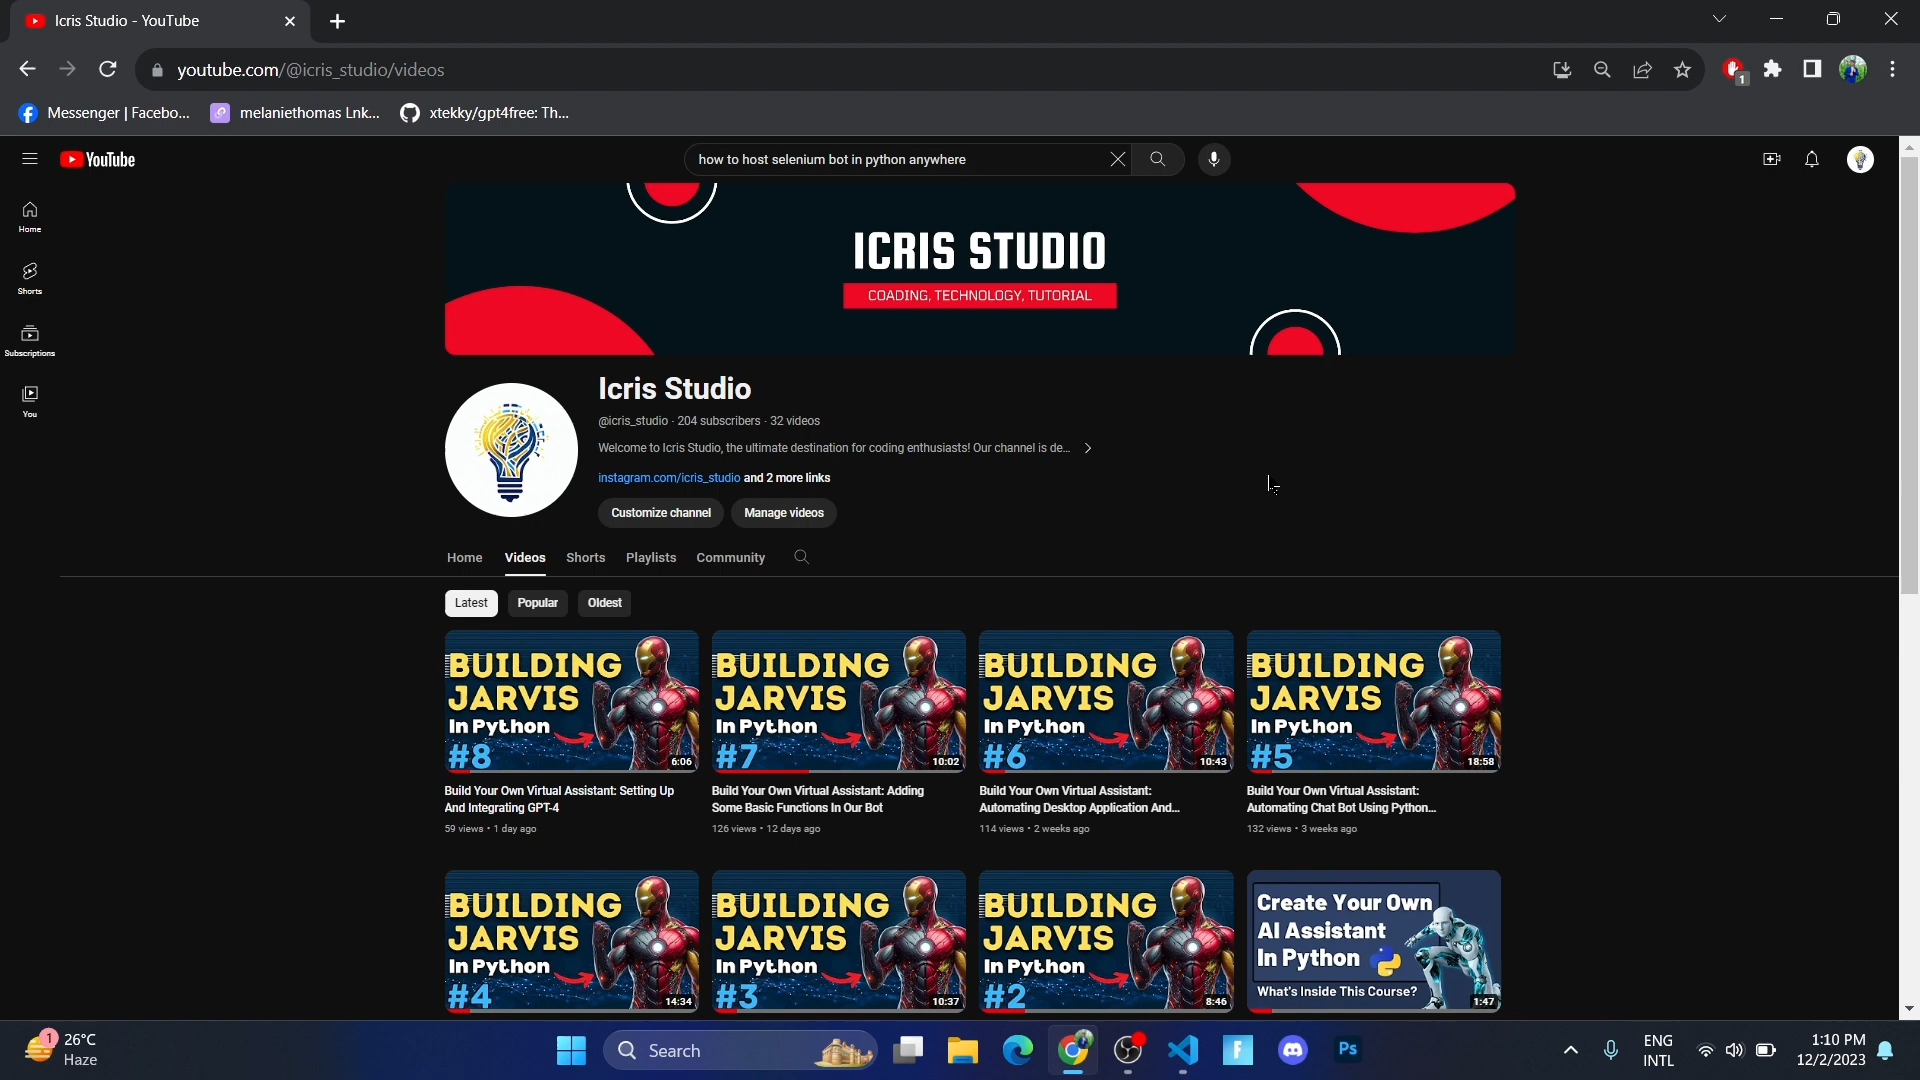 Icris Studio - YouTube
youtube.com/@icris_studio/videos
1
Messenger | Facebo...
melaniethomas Lnk...
xtekky/gpt4free: Th...
YouTube
how to host selenium bot in python anywhere
Home
Shorts
Subscriptions
You
ICRIS STUDIO
COADING, TECHNOLOGY, TUTORIAL
Icris Studio
@icris_studio · 204 subscribers · 32 videos
Welcome to Icris Studio, the ultimate destination for coding enthusiasts! Our channel is de...
instagram.com/icris_studio and 2 more links
Customize channel
Manage videos
Home
Videos
Shorts
Playlists
Community
Latest
Popular
Oldest
BUILDING
JARVIS
In Python
#8
6:06
BUILDING
JARVIS
In Python
#7
10:02
BUILDING
JARVIS
In Python
#6
10:43
BUILDING
JARVIS
In Python
#5
18:58
Build Your Own Virtual Assistant: Setting Up
And Integrating GPT-4
59 views • 1 day ago
Build Your Own Virtual Assistant: Adding
Some Basic Functions In Our Bot
126 views • 12 days ago
Build Your Own Virtual Assistant:
Automating Desktop Application And...
114 views • 2 weeks ago
Build Your Own Virtual Assistant:
Automating Chat Bot Using Python...
132 views • 3 weeks ago
BUILDING
JARVIS
In Python
#4
14:34
BUILDING
JARVIS
In Python
#3
10:37
BUILDING
JARVIS
In Python
#2
8:46
Create Your Own
AI Assistant
In Python
What's Inside This Course?
1:47
1
26°C
Haze
Search
F
Ps
ENG
INTL
1:10 PM
12/2/2023